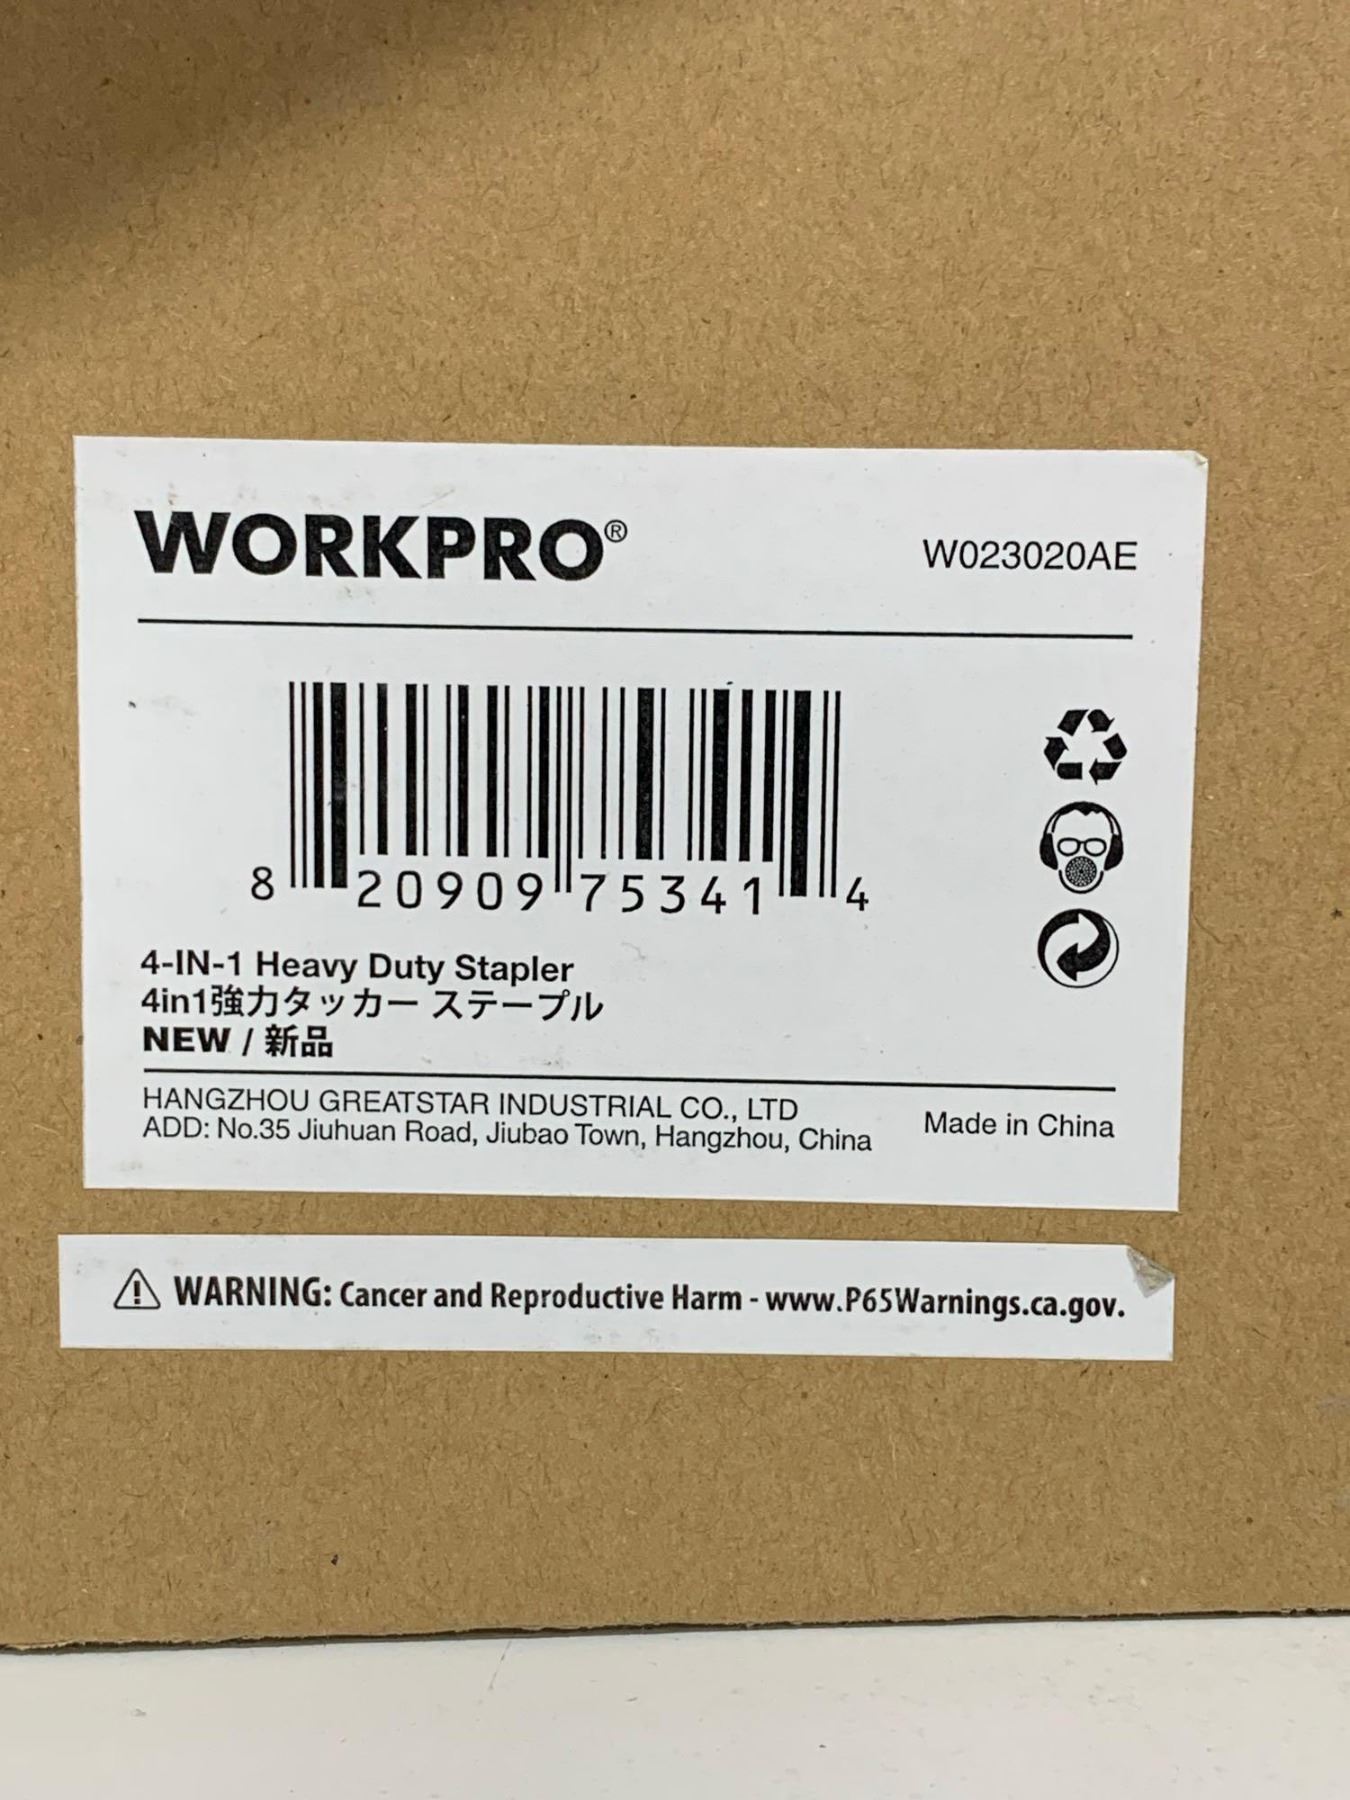 WORKPRO®
W023020AE
8 20909 75341 4
4-IN-1 Heavy Duty Stapler
4in1強力タッカー ステープル
NEW / 新品
HANGZHOU GREATSTAR INDUSTRIAL CO., LTD
ADD: No.35 Jiuhuan Road, Jiubao Town, Hangzhou, China
Made in China
WARNING: Cancer and Reproductive Harm - www.P65Warnings.ca.gov.